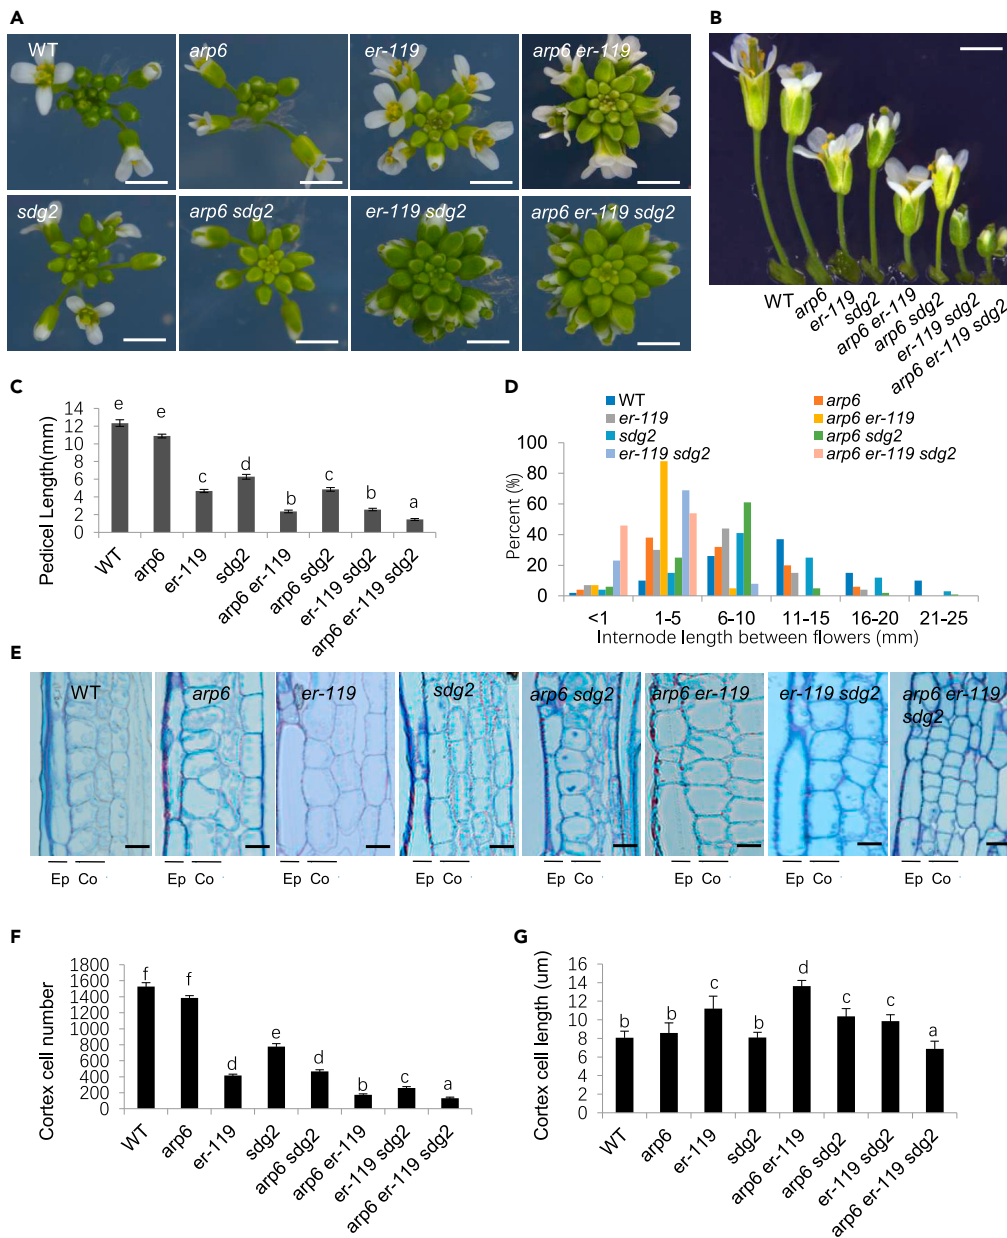 A
WT
arp6
er-119
arp6 er-119
sdg2
arp6 sdg2
er-119 sdg2
arp6 er-119 sdg2
B
WT
arp6
er-119
sdg2
arp6 er-119
arp6 sdg2
er-119 sdg2
arp6 er-119 sdg2
C
Pedicel Length(mm)
14
12
10
8
6
4
2
0
e
e
c
d
b
c
b
a
WT
arp6
er-119
sdg2
arp6 er-119
arp6 sdg2
er-119 sdg2
arp6 er-119 sdg2
D
WT
arp6
er-119
arp6 er-119
sdg2
arp6 sdg2
er-119 sdg2
arp6 er-119 sdg2
Percent (%)
100
80
60
40
20
0
<1 1-5 6-10 11-15 16-20 21-25
Internode length between flowers (mm)
E
WT
arp6
er-119
sdg2
arp6 sdg2
arp6 er-119
er-119 sdg2
arp6 er-119
sdg2
Ep Co
Ep Co
Ep Co
Ep Co
Ep Co
Ep Co
Ep Co
Ep Co
F
Cortex cell number
1800
1600
1400
1200
1000
800
600
400
200
0
f
f
d
e
d
b
c
a
WT
arp6
er-119
sdg2
arp6 sdg2
arp6 er-119
er-119 sdg2
arp6 er-119 sdg2
G
Cortex cell length (um)
16
14
12
10
8
6
4
2
0
b
b
c
b
d
c
c
a
WT
arp6
er-119
sdg2
arp6 er-119
arp6 sdg2
er-119 sdg2
arp6 er-119 sdg2